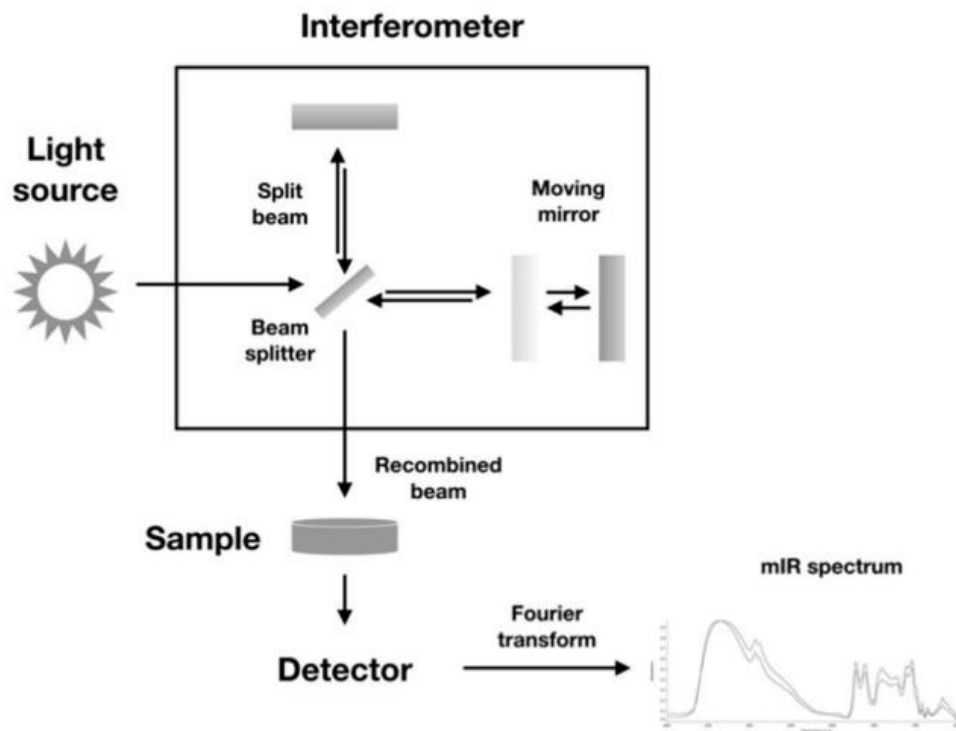 Interferometer
Light
source
Split
beam
Moving
mirror
Beam
splitter
Recombined
beam
Sample
mIR spectrum
Fourier
transform
Detector